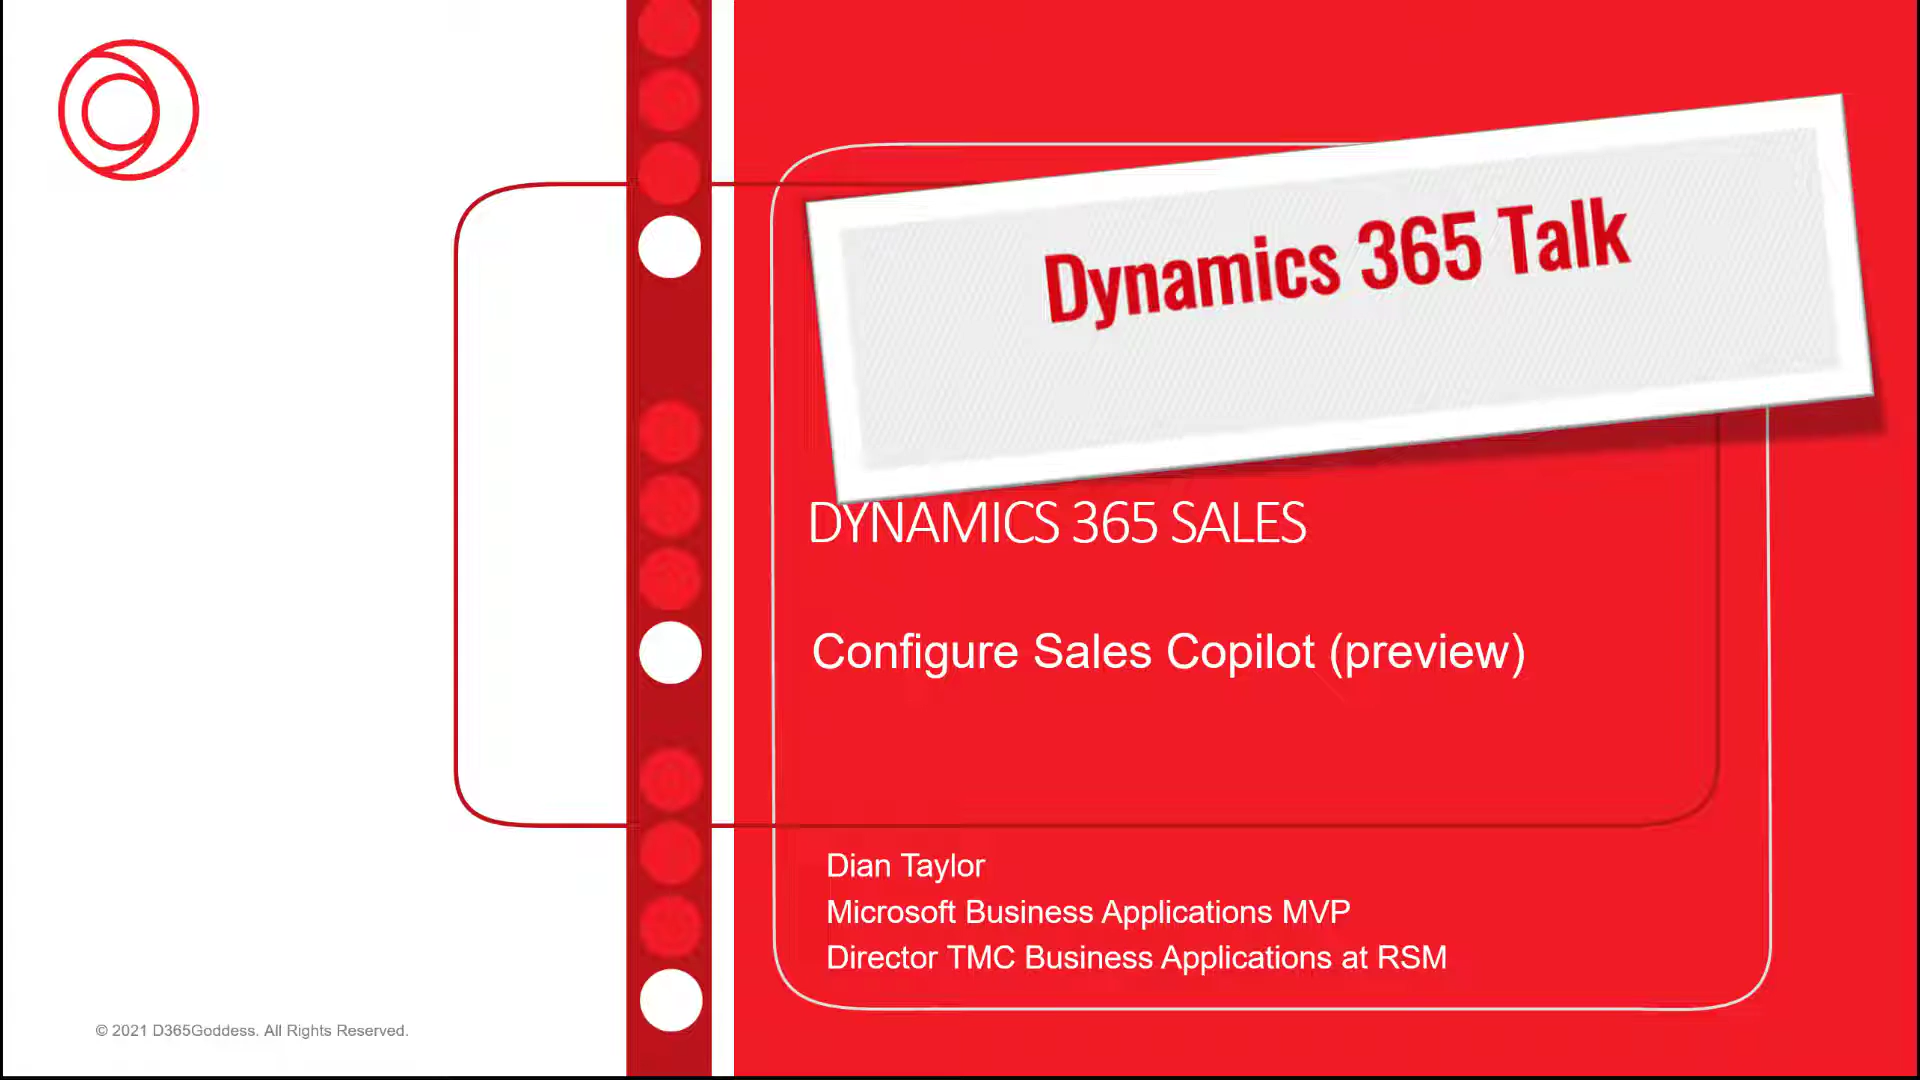 Dynamics 365 Talk
DYNAMICS 365 SALES
Configure Sales Copilot (preview)
Dian Taylor
Microsoft Business Applications MVP
Director TMC Business Applications at RSM
© 2021 D365Goddess. All Rights Reserved.